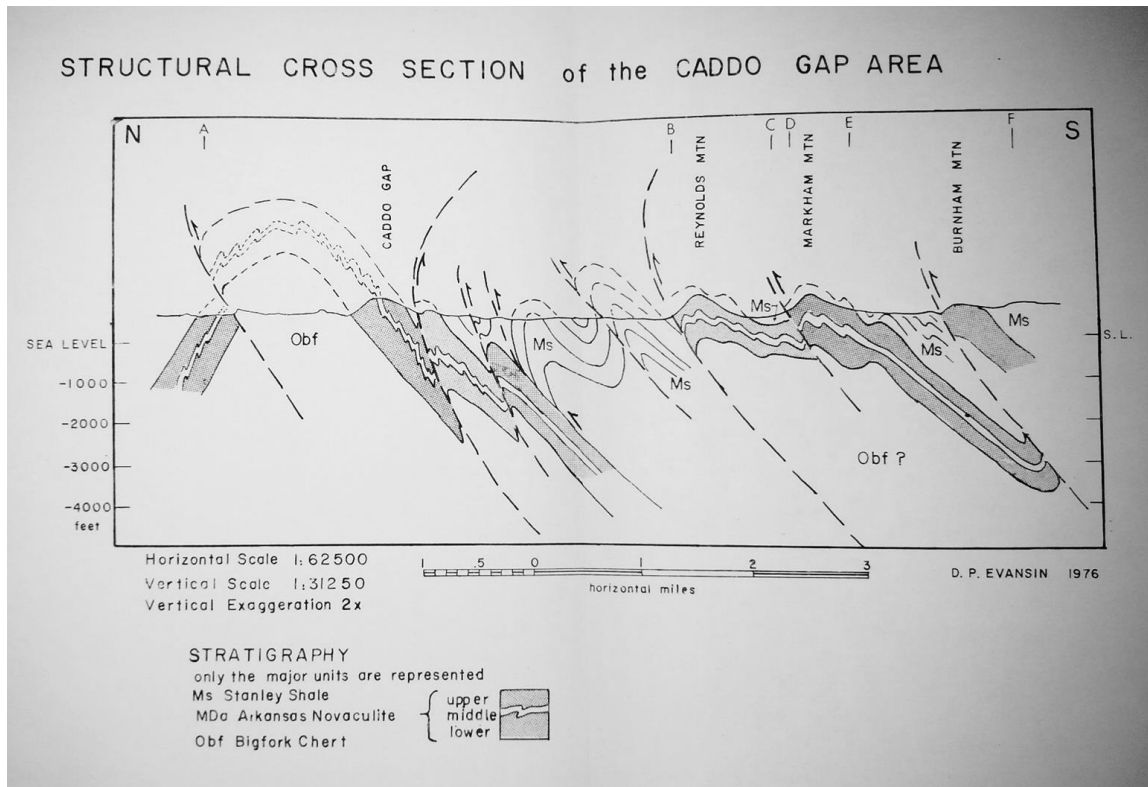 STRUCTURAL CROSS SECTION of the CADDO GAP AREA
N
A
B
C
D
E
F
S
CADDO GAP
REYNOLDS MTN
MARKHAM MTN
BURNHAM MTN
Obf
Ms
Ms
Ms
Ms
Ms
Obf ?
SEA LEVEL
S.L.
-1000
-2000
-3000
-4000
feet
Horizontal Scale 1:62500
Vertical Scale 1:31250
Vertical Exaggeration 2x
1 .5 0 1 2 3
horizontal miles
D. P. EVANSIN 1976
STRATIGRAPHY
only the major units are represented
Ms Stanley Shale
MDa Arkansas Novaculite
Obf Bigfork Chert
upper
middle
lower